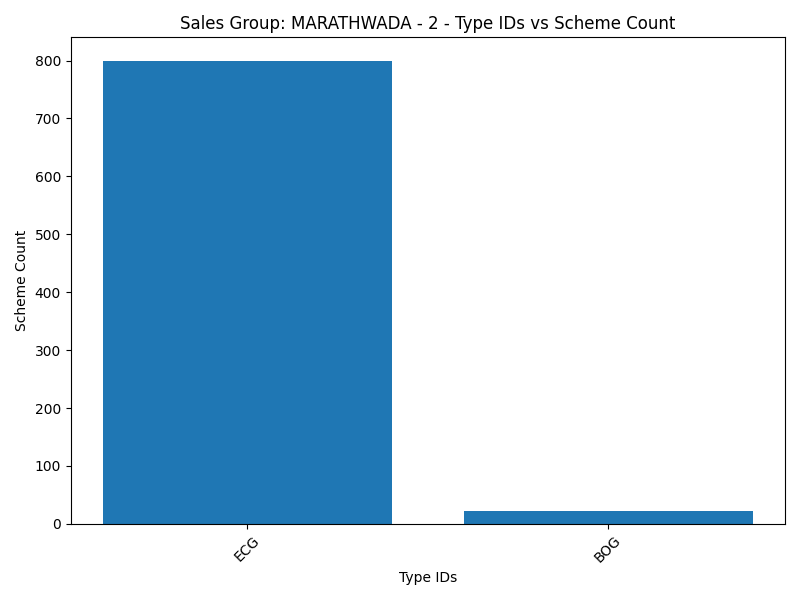 Sales Group: MARATHWADA - 2 - Type IDs vs Scheme Count
800
700
600
500
400
300
200
100
0
Scheme Count
ECG
BOG
Type IDs